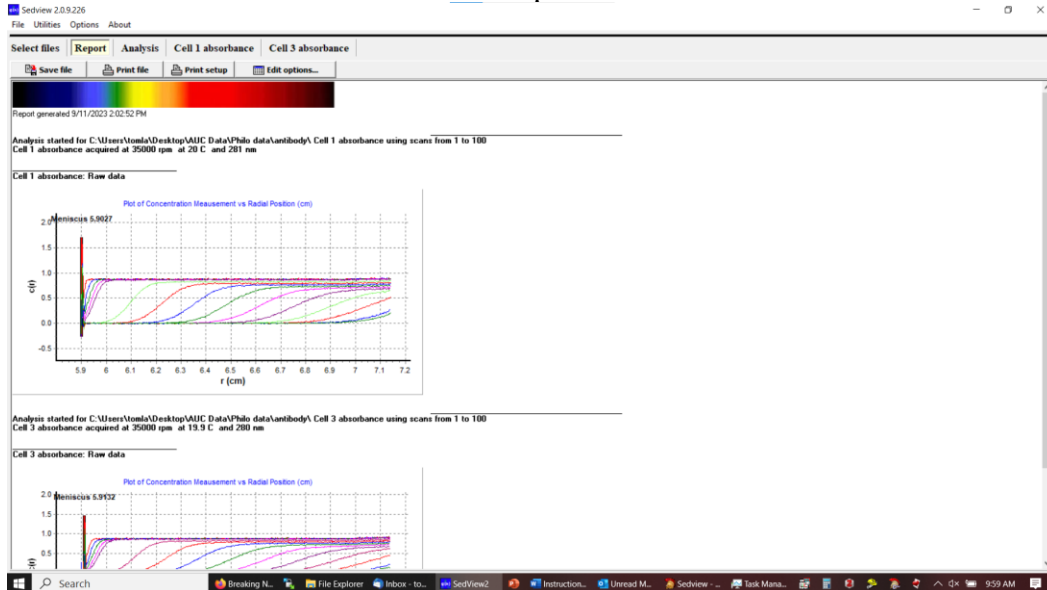 Sedview 2.0.9.226
File Utilities Options About
Select files Report Analysis Cell 1 absorbance Cell 3 absorbance
Save file Print file Print setup Edit options...
Report generated 9/11/2023 2:02:52 PM
Analysis started for C:\Users\tomla\Desktop\AUC Data\Philo data\antibody\ Cell 1 absorbance using scans from 1 to 100
Cell 1 absorbance acquired at 35000 rpm at 20 C and 281 nm
Cell 1 absorbance: Raw data
Plot of Concentration Meausement vs Radial Position (cm)
Meniscus 5.9027
2.0
1.5
1.0
0.5
0.0
-0.5
c(r)
5.9 6 6.1 6.2 6.3 6.4 6.5 6.6 6.7 6.8 6.9 7 7.1 7.2
r (cm)
Analysis started for C:\Users\tomla\Desktop\AUC Data\Philo data\antibody\ Cell 3 absorbance using scans from 1 to 100
Cell 3 absorbance acquired at 35000 rpm at 19.9 C and 280 nm
Cell 3 absorbance: Raw data
Plot of Concentration Meausement vs Radial Position (cm)
Meniscus 5.9132
2.0
1.5
1.0
0.5
Search Breaking N... File Explorer Inbox - to... SedView2 Instruction... Unread M... Sedview - ... Task Mana... 9:59 AM